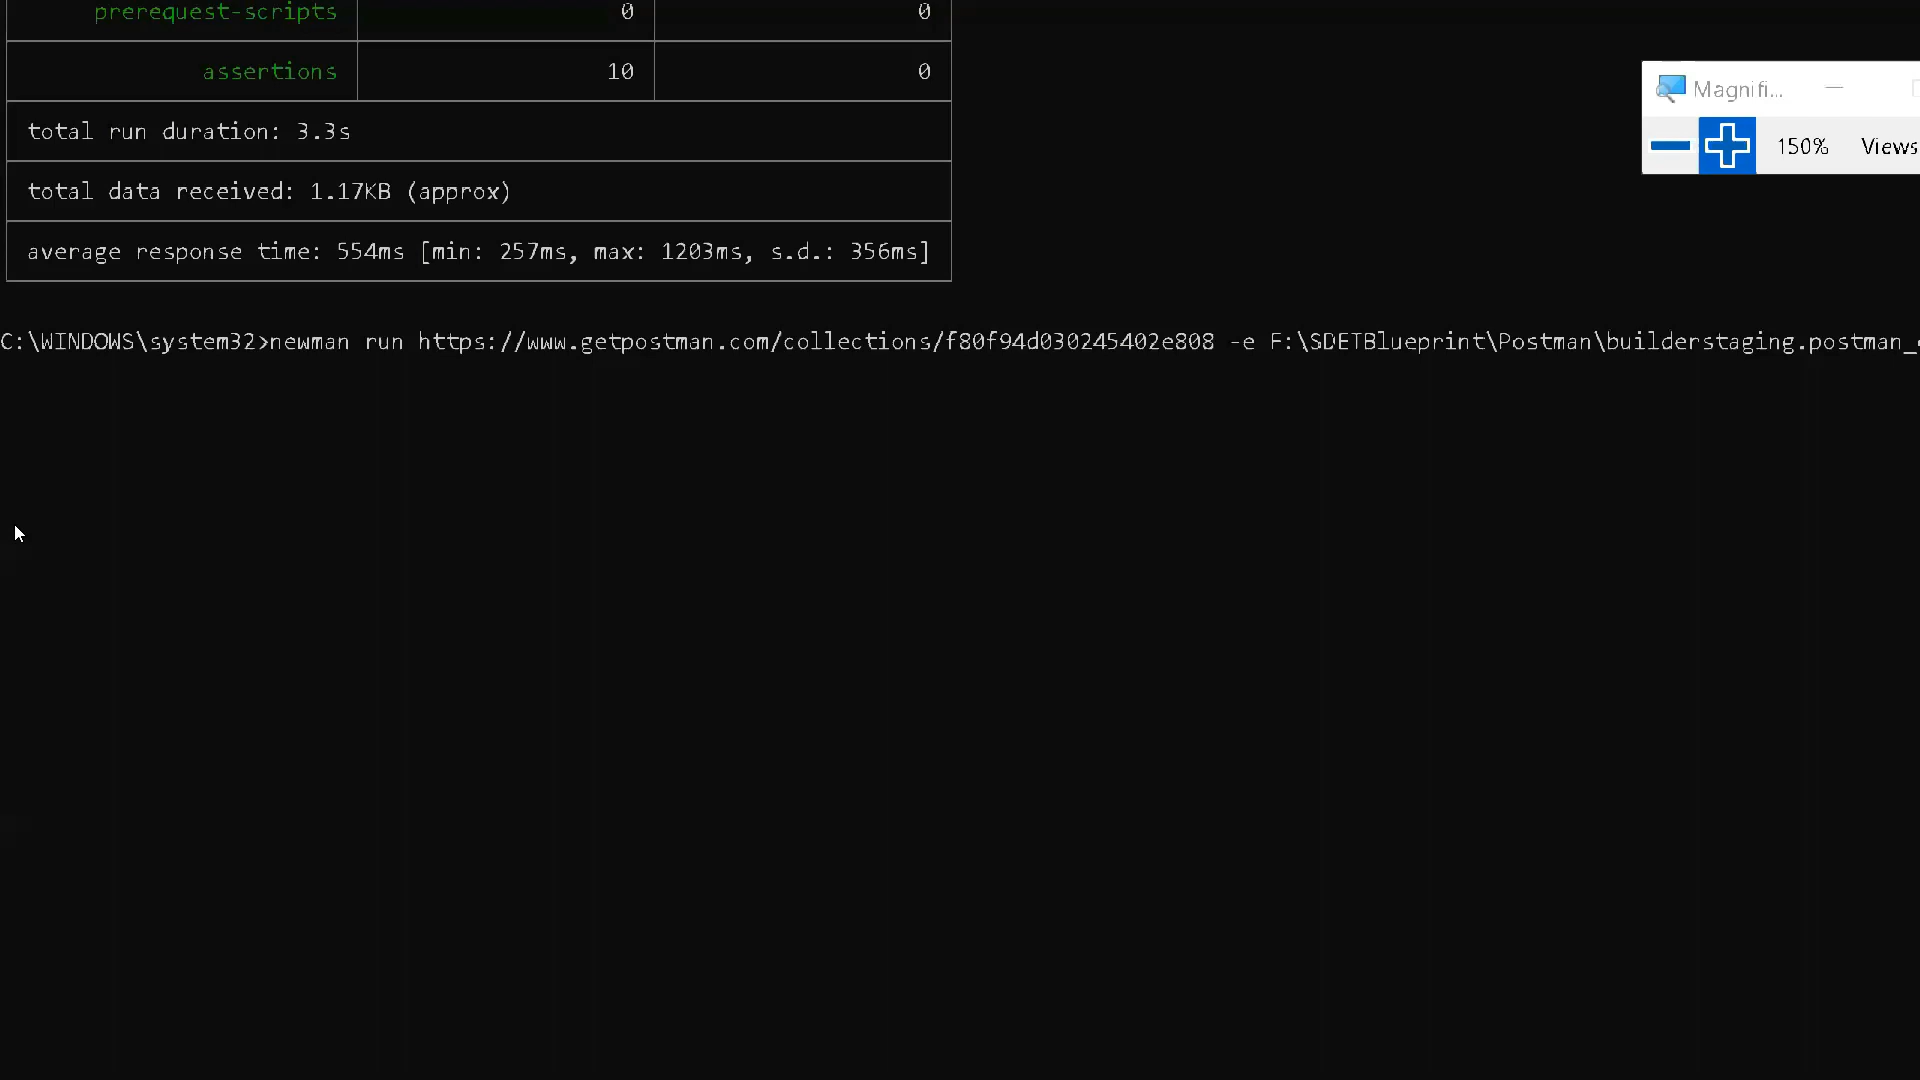 prerequest-scripts 0 0
assertions 10 0
total run duration: 3.3s
total data received: 1.17KB (approx)
average response time: 554ms [min: 257ms, max: 1203ms, s.d.: 356ms]
Magnifi...
150% Views
C:\WINDOWS\system32>newman run https://www.getpostman.com/collections/f80f94d030245402e808 -e F:\SDETBlueprint\Postman\builderstaging.postman_